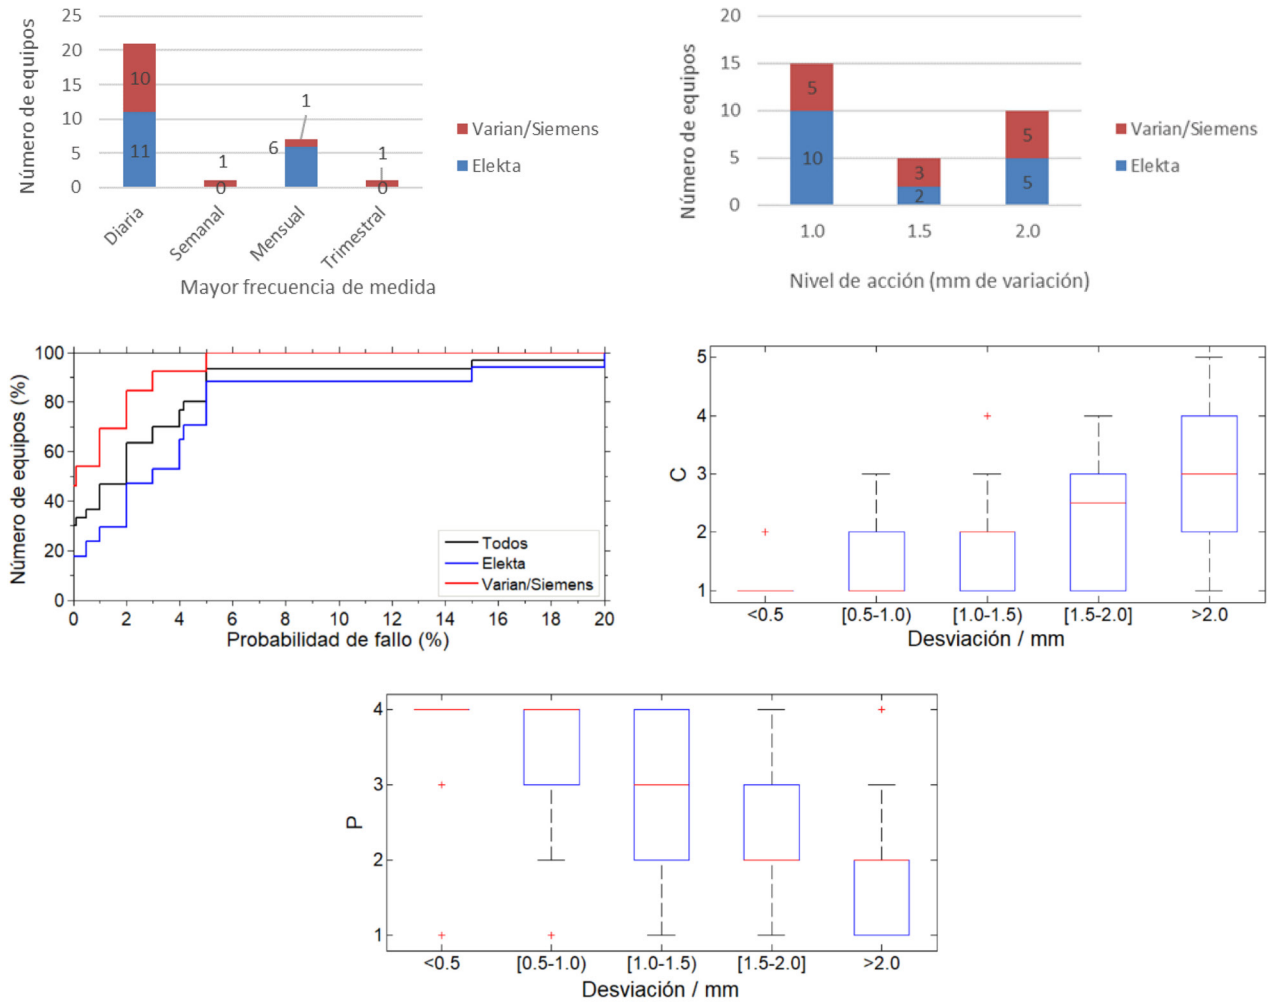 Número de equipos
25
20
15
10
5
0
10
11
1
0
6
1
1
0
Diaria
Semanal
Mensual
Trimestral
Mayor frecuencia de medida
Varian/Siemens
Elekta
Número de equipos
20
15
10
5
0
5
10
3
2
5
5
1.0
1.5
2.0
Nivel de acción (mm de variación)
Varian/Siemens
Elekta
Número de equipos (%)
100
80
60
40
20
0
0 2 4 6 8 10 12 14 16 18 20
Probabilidad de fallo (%)
Todos
Elekta
Varian/Siemens
C
5
4
3
2
1
<0.5 [0.5-1.0) [1.0-1.5) [1.5-2.0] >2.0
Desviación / mm
P
4
3
2
1
<0.5 [0.5-1.0) [1.0-1.5) [1.5-2.0] >2.0
Desviación / mm